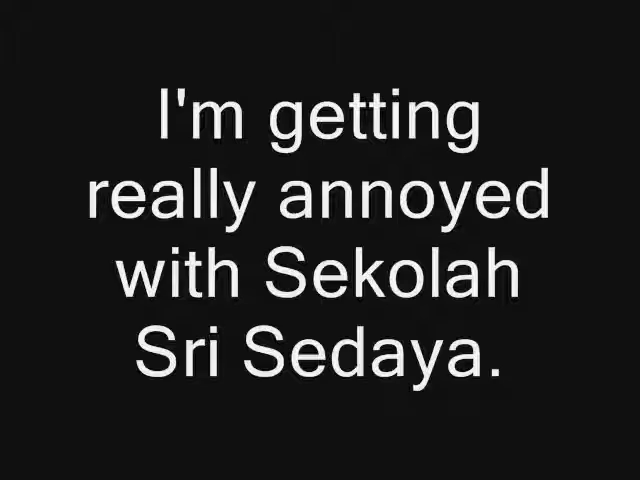 I'm getting
really annoyed
with Sekolah
Sri Sedaya.